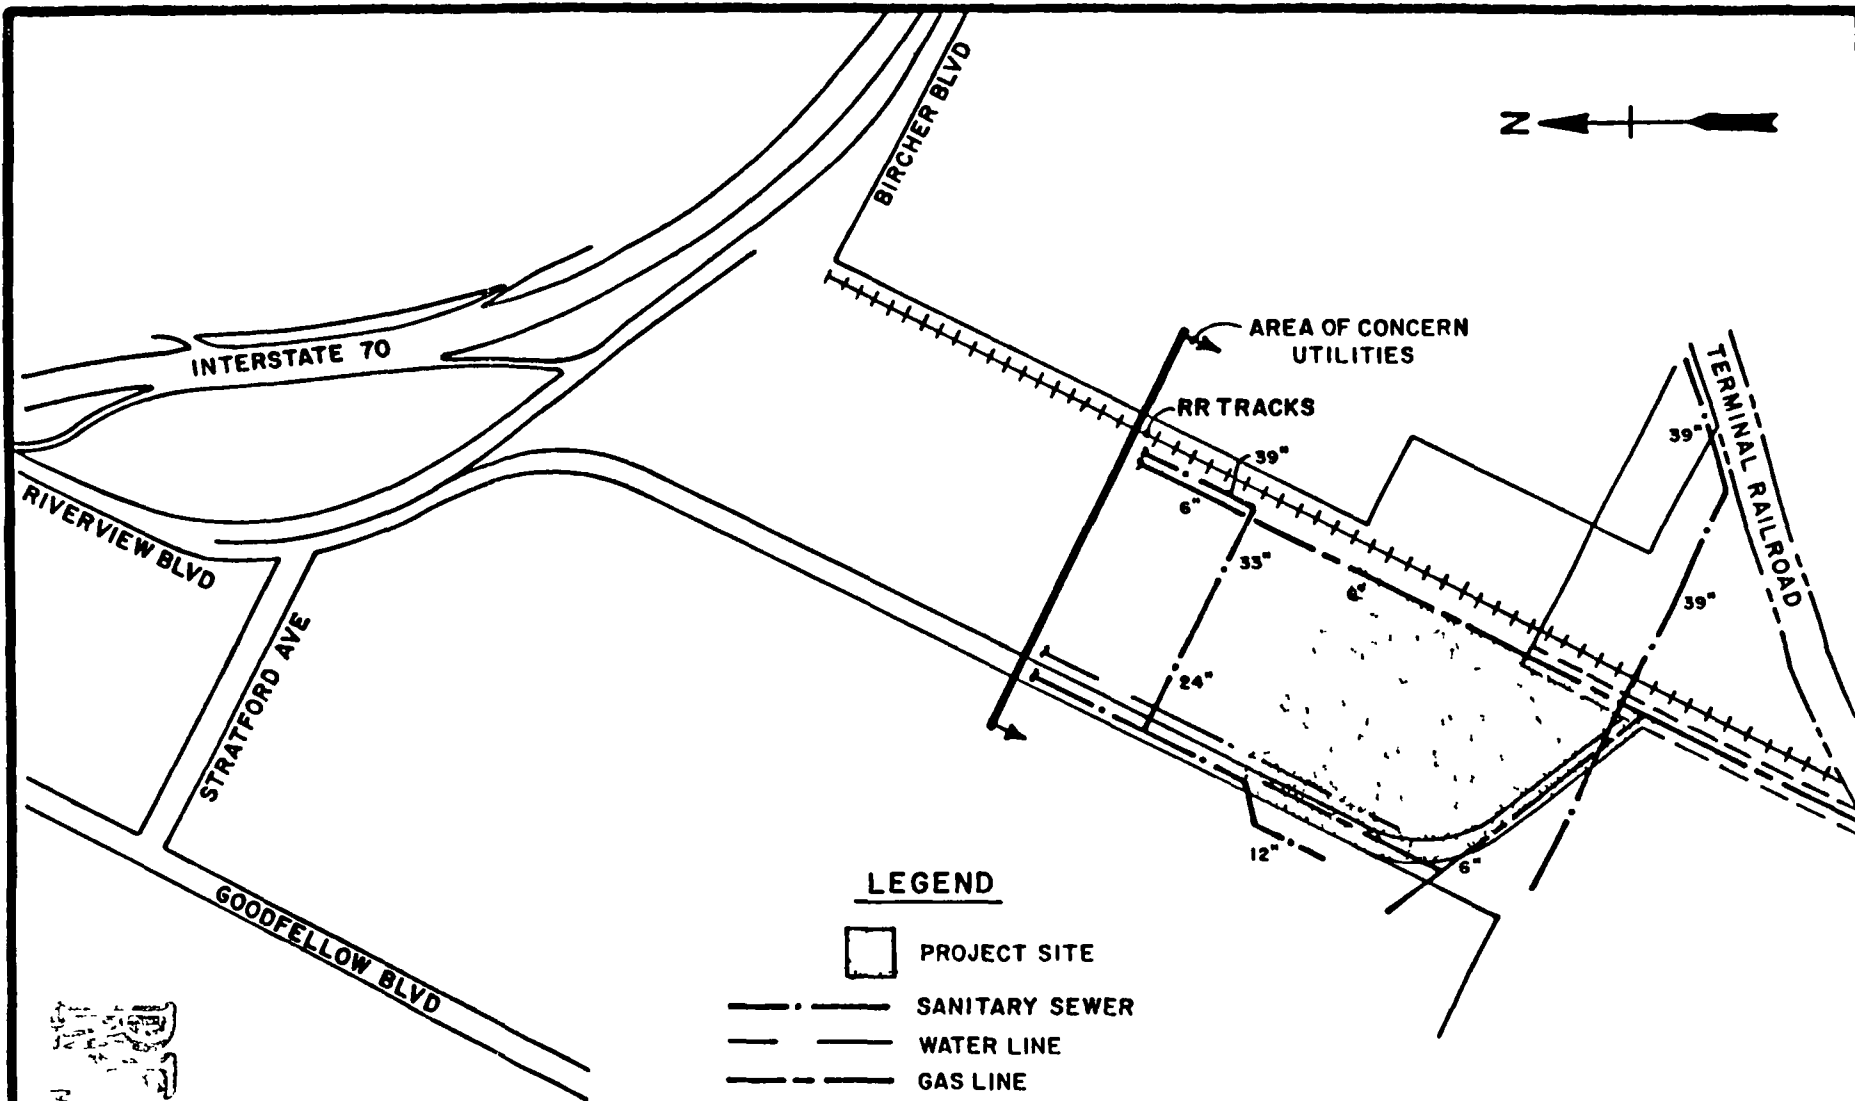 BIRCHER BLVD
N
INTERSTATE 70
AREA OF CONCERN
UTILITIES
RR TRACKS
TERMINAL RAILROAD
39"
39"
6"
33"
6"
39"
24"
RIVERVIEW BLVD
STRATFORD AVE
12"
6"
GOODFELLOW BLVD
LEGEND
PROJECT SITE
SANITARY SEWER
WATER LINE
GAS LINE